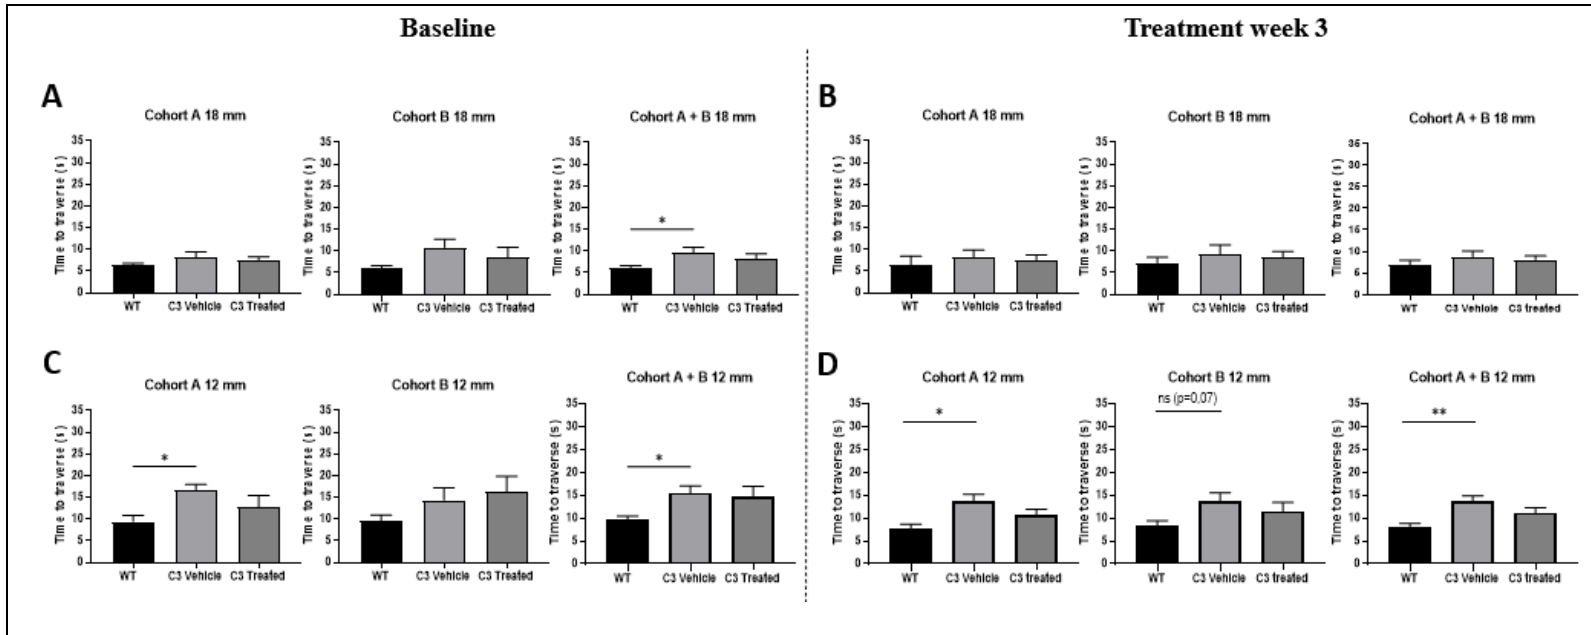 Baseline
Treatment week 3
A
Cohort A 18 mm
Time to traverse (s)
35
30
25
20
15
10
5
0
WT
C3 Vehicle
C3 Treated
Cohort B 18 mm
Time to traverse (s)
35
30
25
20
15
10
5
0
WT
C3 Vehicle
C3 Treated
Cohort A + B 18 mm
Time to traverse (s)
35
30
25
20
15
10
5
0
*
WT
C3 Vehicle
C3 Treated
B
Cohort A 18 mm
Time to traverse (s)
35
30
25
20
15
10
5
0
WT
C3 Vehicle
C3 treated
Cohort B 18 mm
Time to traverse (s)
35
30
25
20
15
10
5
0
WT
C3 Vehicle
C3 treated
Cohort A + B 18 mm
Time to traverse (s)
36
30
26
20
16
10
6
0
WT
C3 Vehicle
C3 treated
C
Cohort A 12 mm
Time to traverse (s)
35
30
25
20
15
10
5
0
*
WT
C3 Vehicle
C3 Treated
Cohort B 12 mm
Time to traverse (s)
35
30
25
20
15
10
5
0
WT
C3 Vehicle
C3 Treated
Cohort A + B 12 mm
Time to traverse (s)
35
30
25
20
15
10
5
0
*
WT
C3 Vehicle
C3 Treated
D
Cohort A 12 mm
Time to traverse (s)
35
30
25
20
15
10
5
0
*
WT
C3 Vehicle
C3 treated
Cohort B 12 mm
Time to traverse (s)
35
30
25
20
15
10
5
0
ns (p=0,07)
WT
C3 Vehicle
C3 treated
Cohort A + B 12 mm
Time to traverse (s)
35
30
25
20
15
10
5
0
**
WT
C3 Vehicle
C3 treated